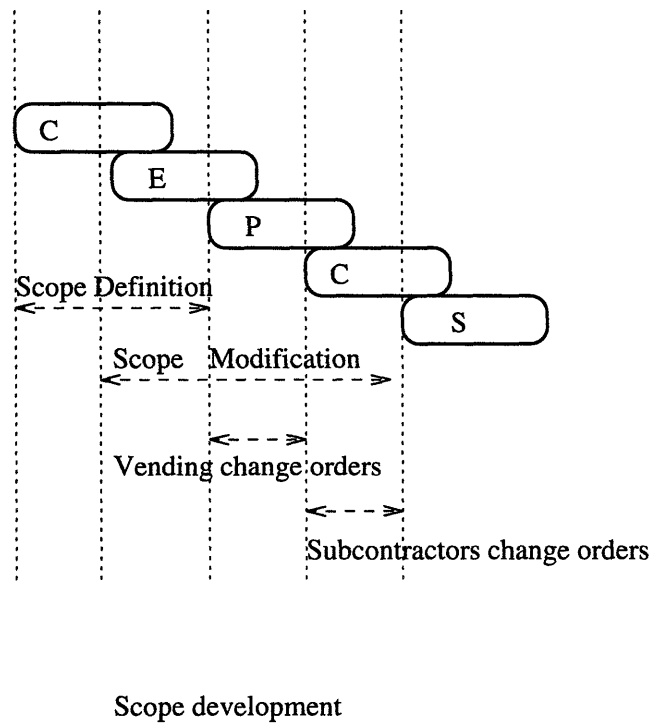 C
E
P
C
S
Scope Definition
Scope Modification
Vending change orders
Subcontractors change orders
Scope development